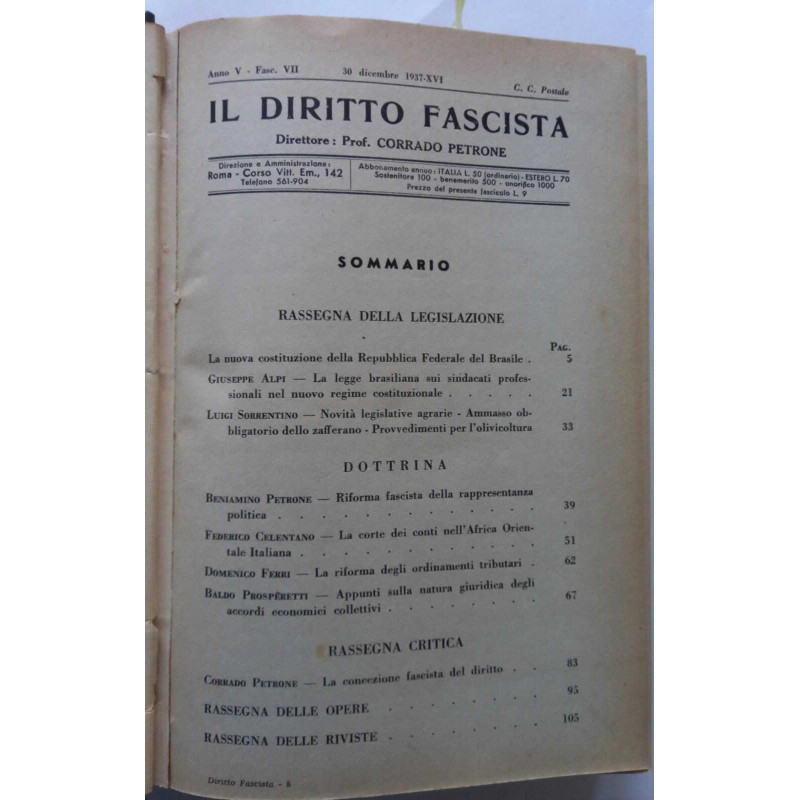 Anno V - Fasc. VII 30 dicembre 1937-XVI C. C. Postale
IL DIRITTO FASCISTA
Direttore: Prof. CORRADO PETRONE
Direzione e Amministrazione:
Roma - Corso Vitt. Em., 142
Telefono 561-904
Abbonamento annuo: ITALIA L. 50 (ordinario) - ESTERO L. 70
Sostenitore 100 - benemerito 500 - onorifico 1000
Prezzo del presente fascicolo L. 9
SOMMARIO
RASSEGNA DELLA LEGISLAZIONE
PAG.
La nuova costituzione della Repubblica Federale del Brasile . 5
GIUSEPPE ALPI — La legge brasiliana sui sindacati profes-
sionali nel nuovo regime costituzionale . . . . . 21
LUIGI SORRENTINO — Novità legislative agrarie - Ammasso ob-
bligatorio dello zafferano - Provvedimenti per l'olivicoltura 33
DOTTRINA
BENIAMINO PETRONE — Riforma fascista della rappresentanza
politica . . . . . . . . . . . 39
FEDERICO CELENTANO — La corte dei conti nell'Africa Orien-
tale Italiana . . . . . . . . . . 51
DOMENICO FERRI — La riforma degli ordinamenti tributari . 62
BALDO PROSPERETTI — Appunti sulla natura giuridica degli
accordi economici collettivi . . . . . . 67
RASSEGNA CRITICA
CORRADO PETRONE — La concezione fascista del diritto . . 83
RASSEGNA DELLE OPERE . . . . . . . 95
RASSEGNA DELLE RIVISTE . . . . . . . 105
Diritto Fascista - 6